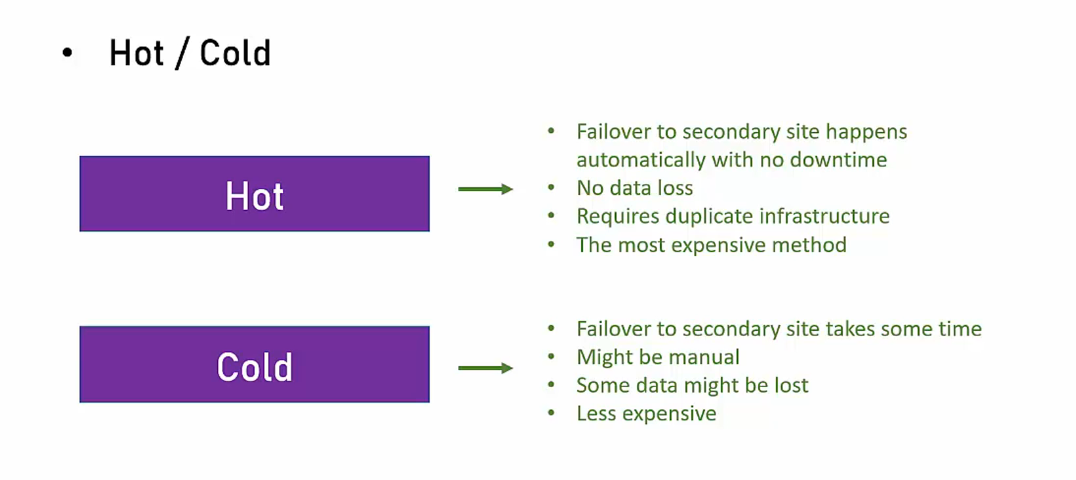 • Hot / Cold
Hot
• Failover to secondary site happens
automatically with no downtime
• No data loss
• Requires duplicate infrastructure
• The most expensive method
Cold
• Failover to secondary site takes some time
• Might be manual
• Some data might be lost
• Less expensive